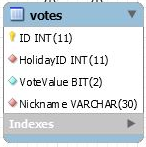 votes
ID INT(11)
HolidayID INT(11)
VoteValue BIT(2)
Nickname VARCHAR(30)
Indexes